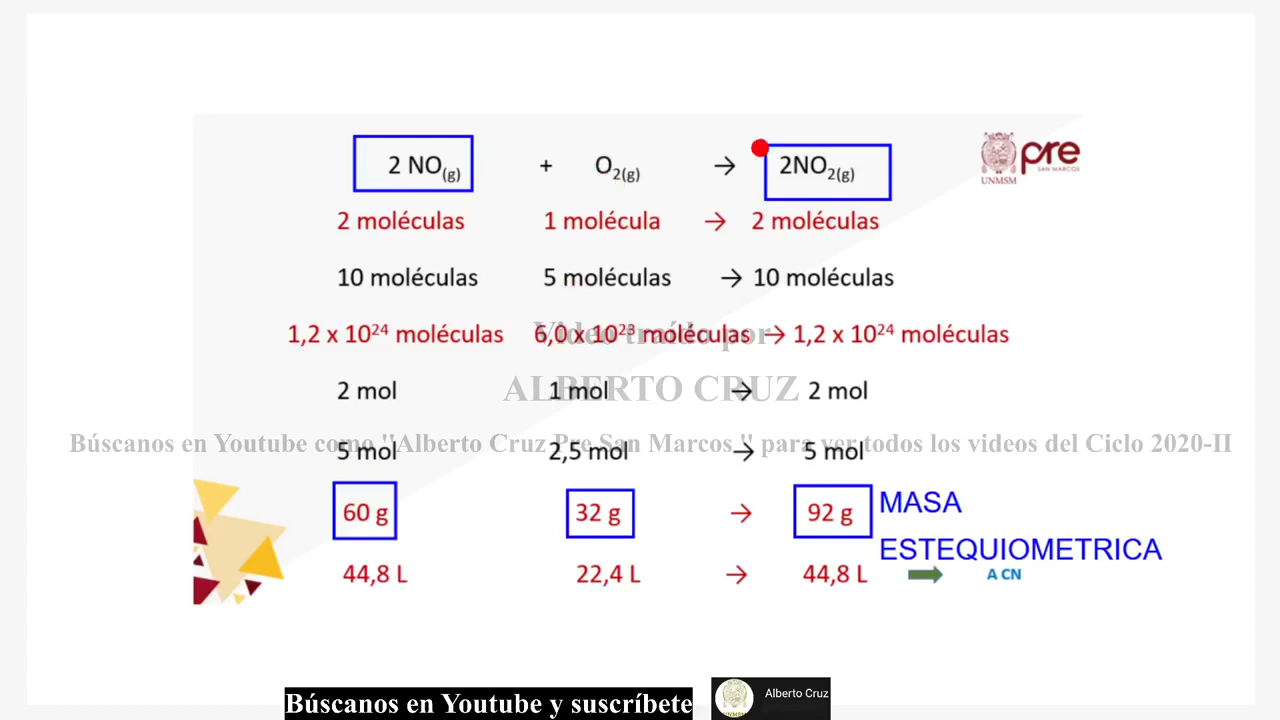 2 NO(g) + O2(g) → 2NO2(g)
pre
SAN MARCOS
UNMSM
2 moléculas 1 molécula → 2 moléculas
10 moléculas 5 moléculas → 10 moléculas
1,2 x 10²⁴ moléculas 6,0 x 10²³ moléculas → 1,2 x 10²⁴ moléculas
Video traído por
2 mol 1 mol → 2 mol
ALBERTO CRUZ
Búscanos en Youtube como "Alberto Cruz Pre San Marcos " para ver todos los videos del Ciclo 2020-II
5 mol 2,5 mol → 5 mol
60 g 32 g → 92 g MASA
ESTEQUIOMETRICA
44,8 L 22,4 L → 44,8 L A CN
Búscanos en Youtube y suscríbete
Alberto Cruz
UNMSM